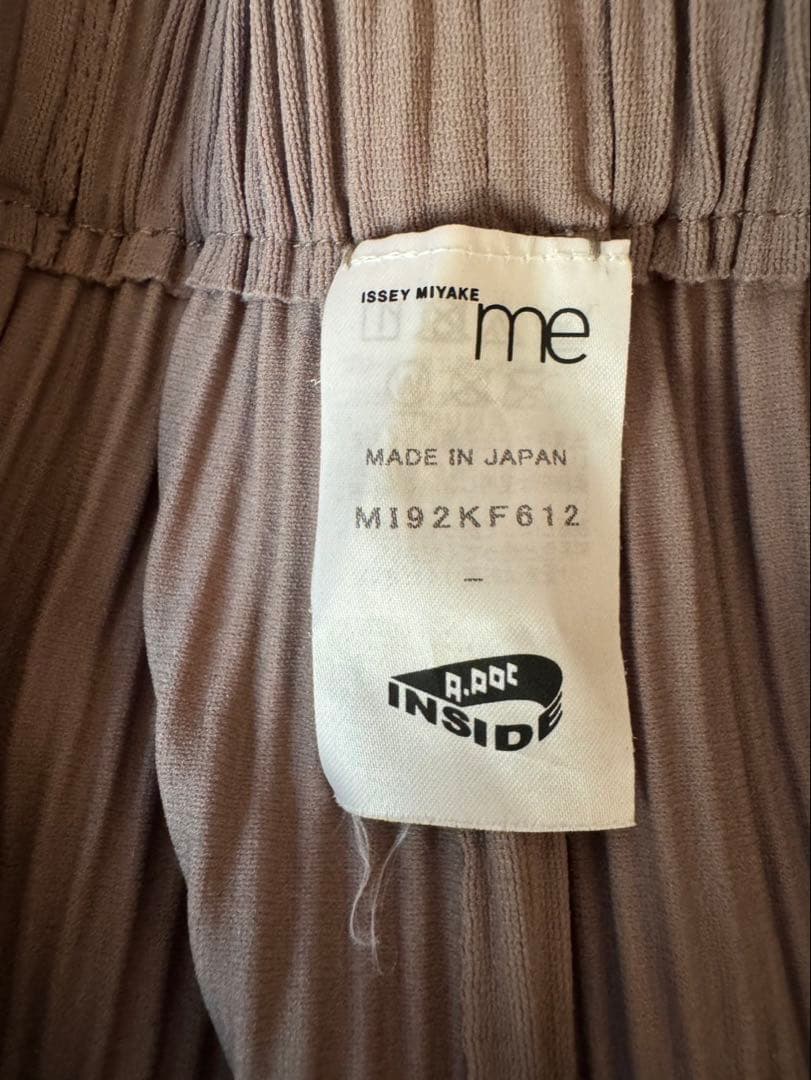 ISSEY MIYAKE
me
MADE IN JAPAN
MI92KF612
A.POC
INSIDE